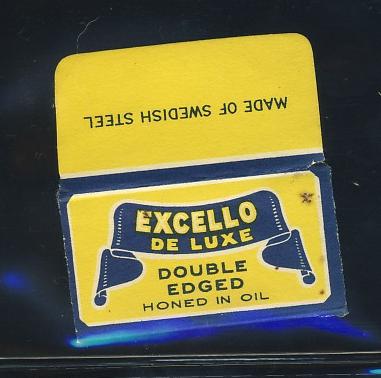 MADE OF SWEDISH STEEL
EXCELLO
DE LUXE
DOUBLE
EDGED
HONED IN OIL